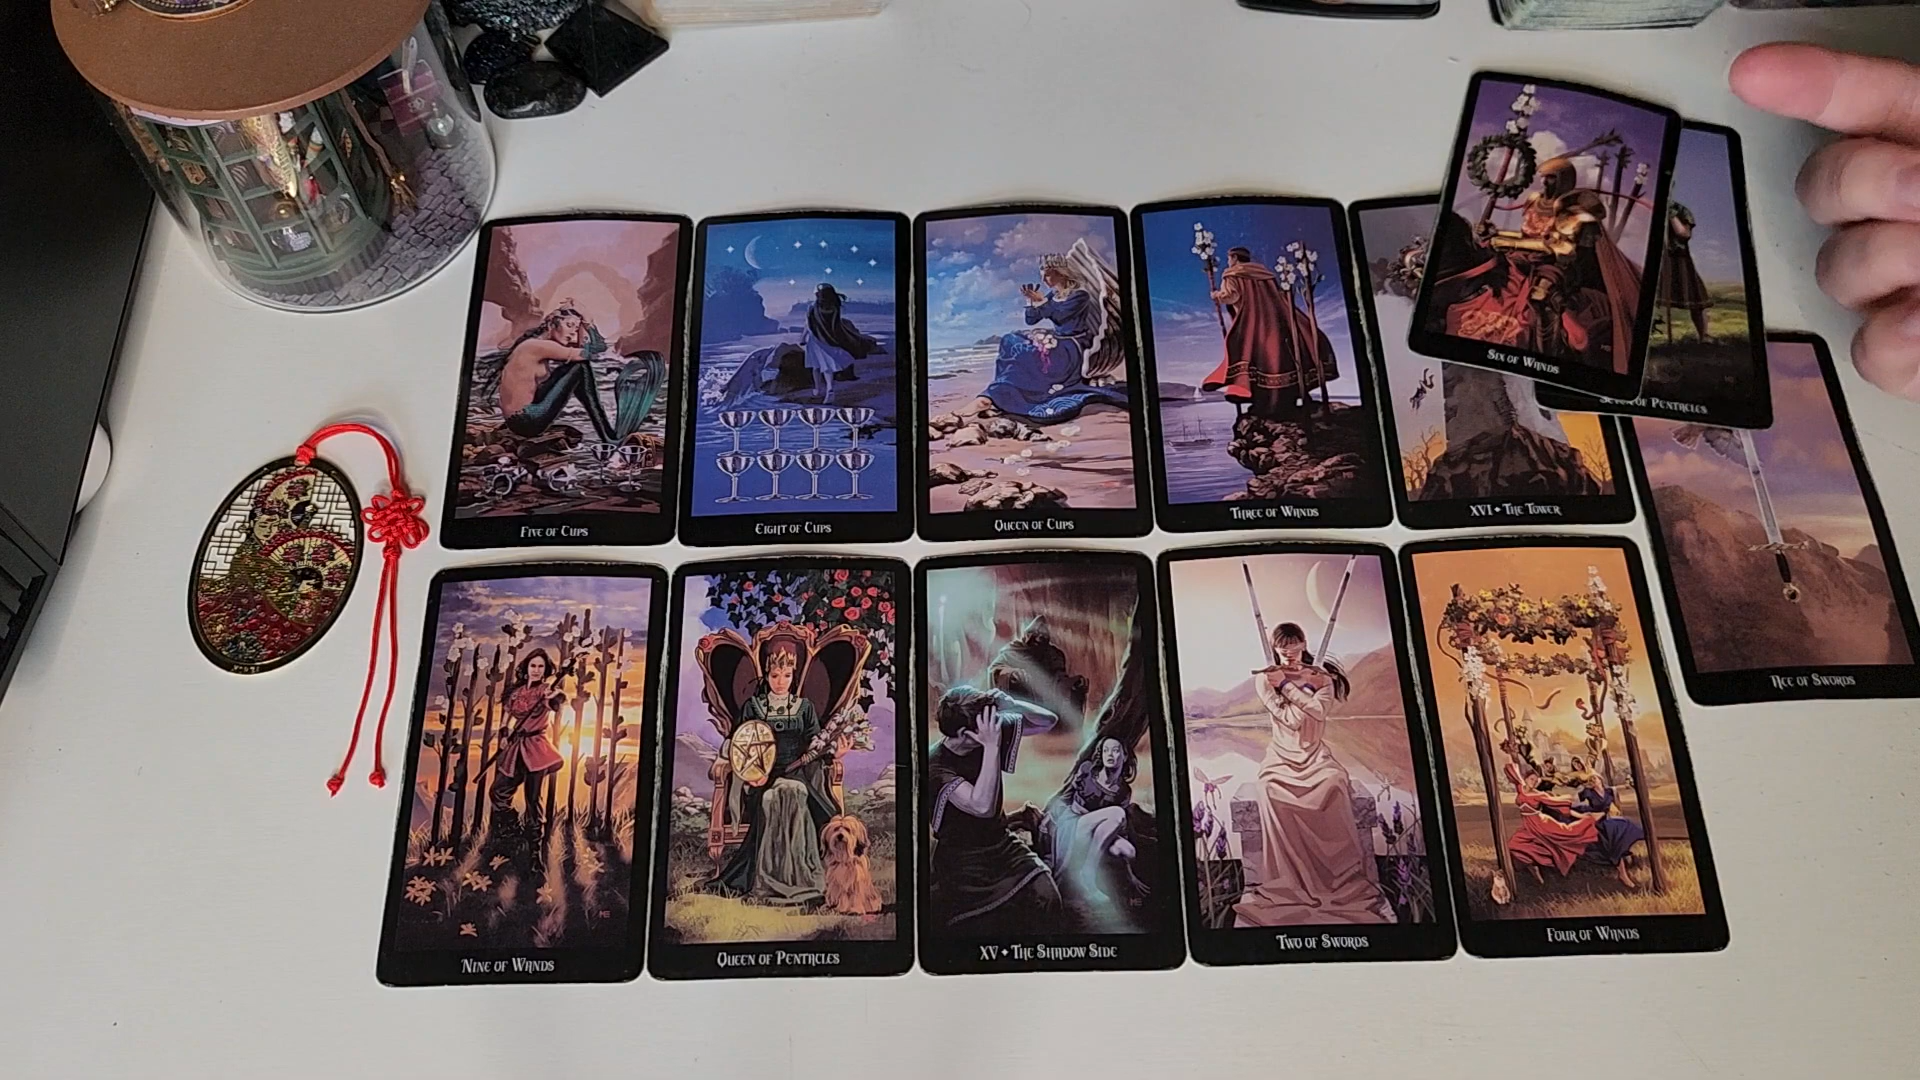 Six of Wands
Seven of Pentacles
Five of Cups
Eight of Cups
Queen of Cups
Three of Wands
XVI • The Tower
Ace of Swords
Nine of Wands
Queen of Pentacles
XV • The Shadow Side
Two of Swords
Four of Wands